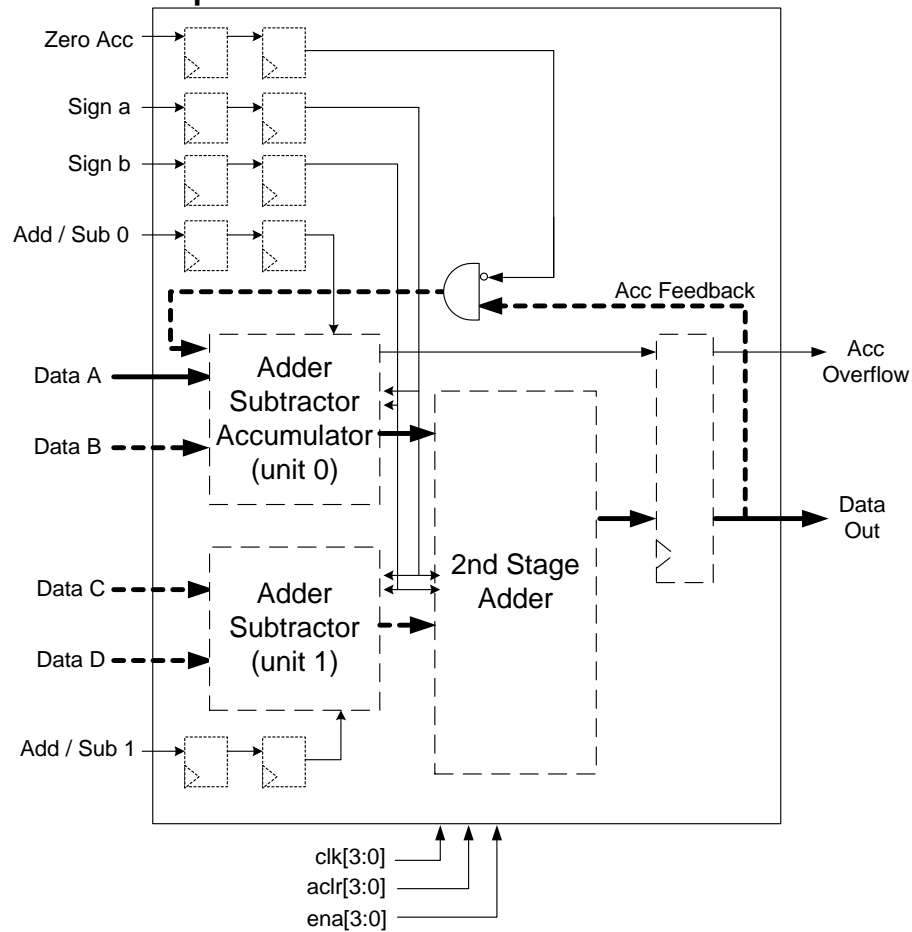 Zero Acc
Sign a
Sign b
Add / Sub 0
Acc Feedback
Data A
Adder
Subtractor
Accumulator
(unit 0)
Acc
Overflow
Data B
Data
Out
2nd Stage
Adder
Data C
Adder
Subtractor
(unit 1)
Data D
Add / Sub 1
clk[3:0]
aclr[3:0]
ena[3:0]